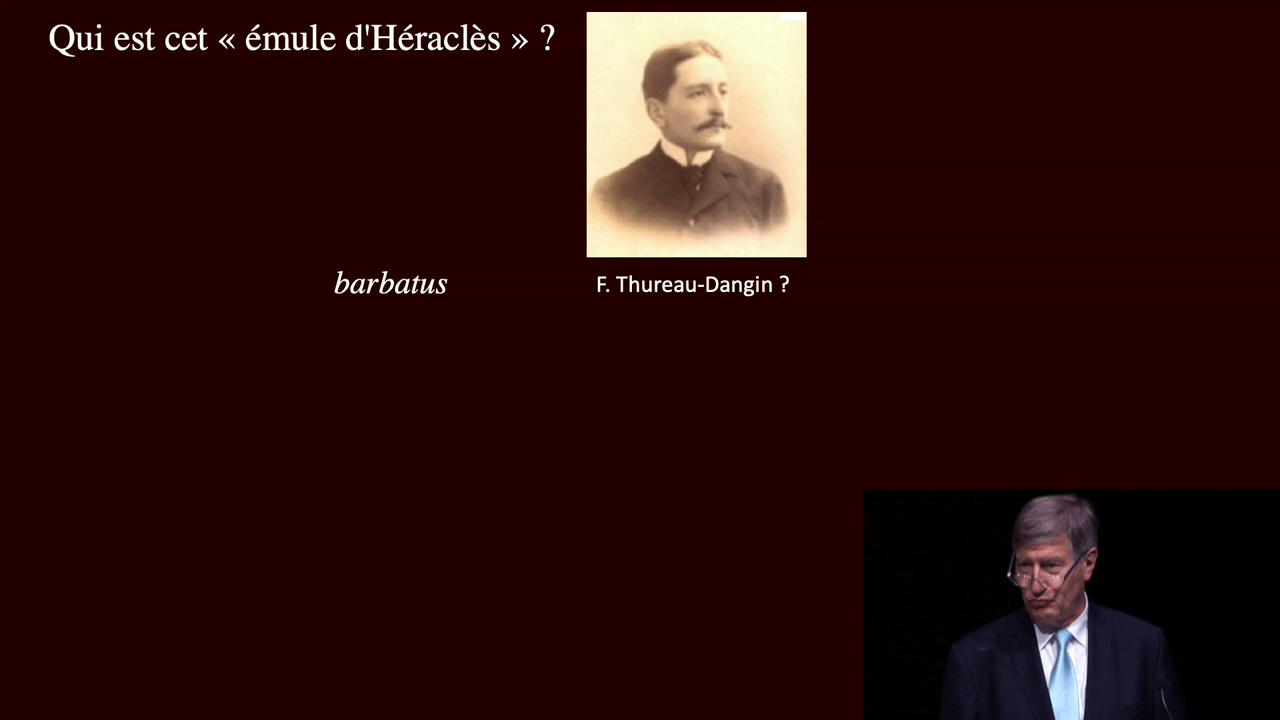 Qui est cet « émule d'Héraclès » ?
barbatus
F. Thureau-Dangin ?